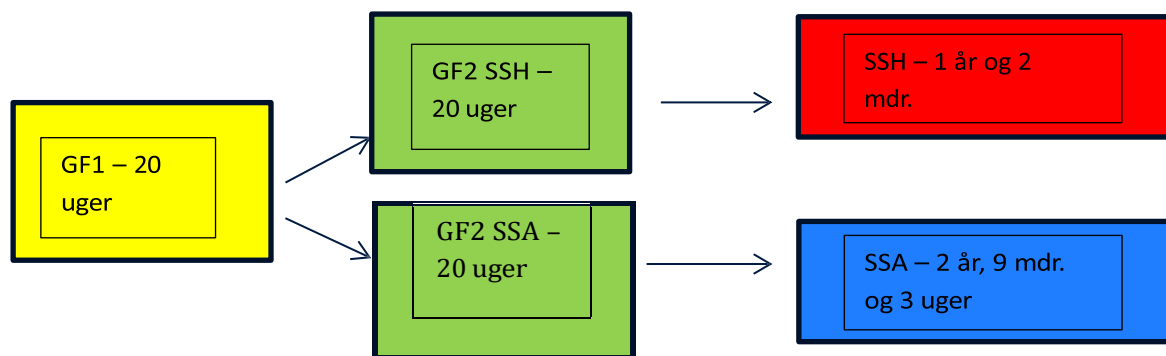 GF1 – 20
uger
GF2 SSH –
20 uger
SSH – 1 år og 2
mdr.
GF2 SSA –
20 uger
SSA – 2 år, 9 mdr.
og 3 uger